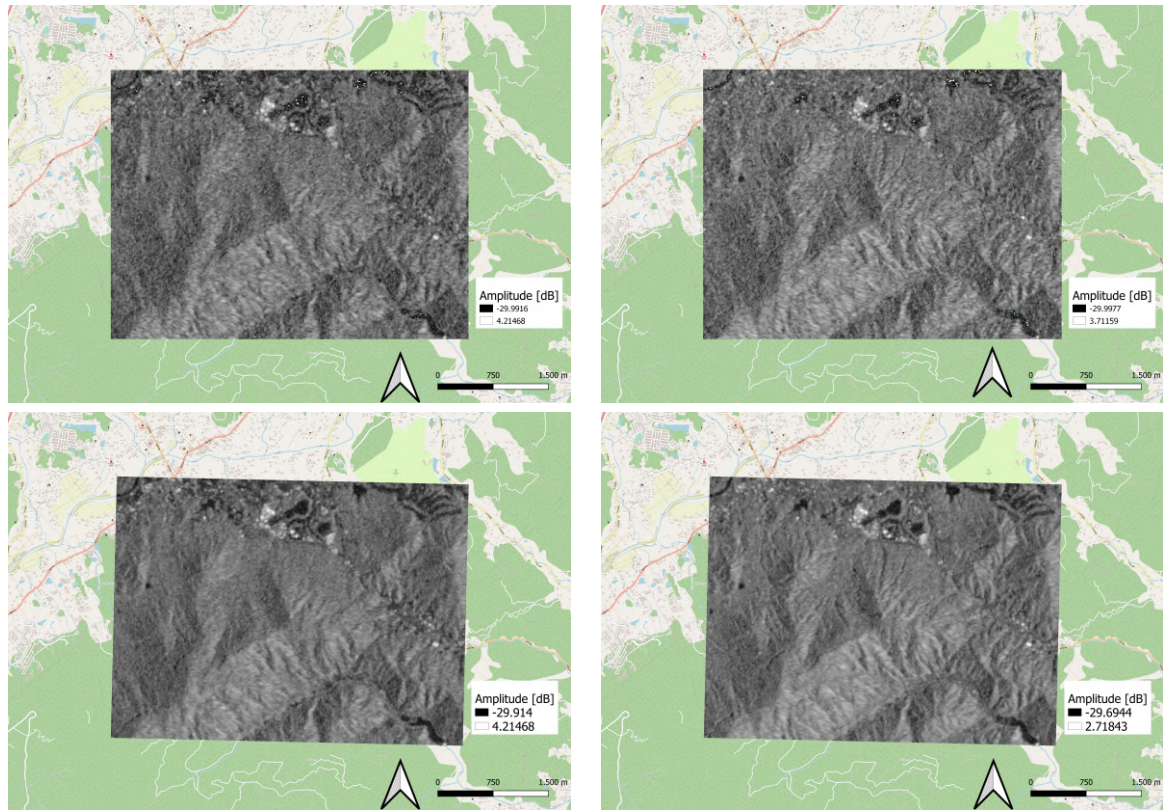 Amplitude [dB]
-29.9916
4.21468
0 750 1.500 m
Amplitude [dB]
-29.9977
3.71159
0 750 1.500 m
Amplitude [dB]
-29.914
4.21468
0 750 1.500 m
Amplitude [dB]
-29.6944
2.71843
0 750 1.500 m